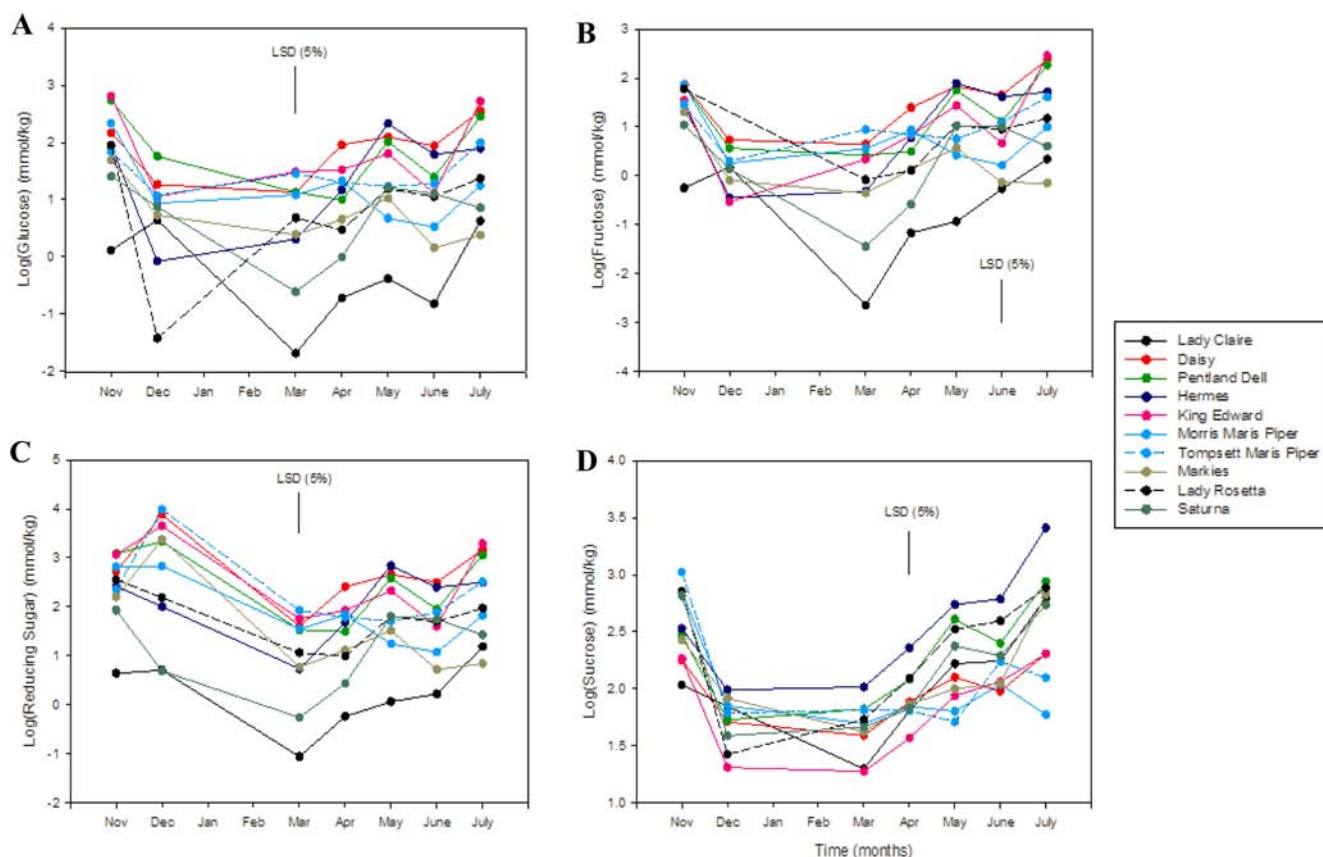 A
LSD (5%)
Log(Glucose) (mmol/kg)
4
3
2
1
0
-1
-2
Nov Dec Jan Feb Mar Apr May June July
B
LSD (5%)
Log(Fructose) (mmol/kg)
3
2
1
0
-1
-2
-3
-4
Nov Dec Jan Feb Mar Apr May June July
C
LSD (5%)
Log(Reducing Sugar) (mmol/kg)
5
4
3
2
1
0
-1
-2
Nov Dec Jan Feb Mar Apr May June July
D
LSD (5%)
Log(Sucrose) (mmol/kg)
4.0
3.5
3.0
2.5
2.0
1.5
1.0
Nov Dec Jan Feb Mar Apr May June July
Time (months)
Lady Claire
Daisy
Pentland Dell
Hermes
King Edward
Morris Maris Piper
Tompsett Maris Piper
Markies
Lady Rosetta
Saturna